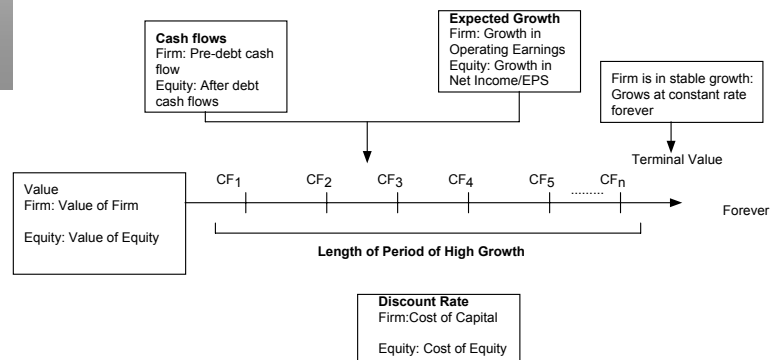 Cash flows
Firm: Pre-debt cash
flow
Equity: After debt
cash flows
Expected Growth
Firm: Growth in
Operating Earnings
Equity: Growth in
Net Income/EPS
Firm is in stable growth:
Grows at constant rate
forever
Terminal Value
CF1 CF2 CF3 CF4 CF5 ......... CFn
Forever
Value
Firm: Value of Firm
Equity: Value of Equity
Length of Period of High Growth
Discount Rate
Firm:Cost of Capital
Equity: Cost of Equity